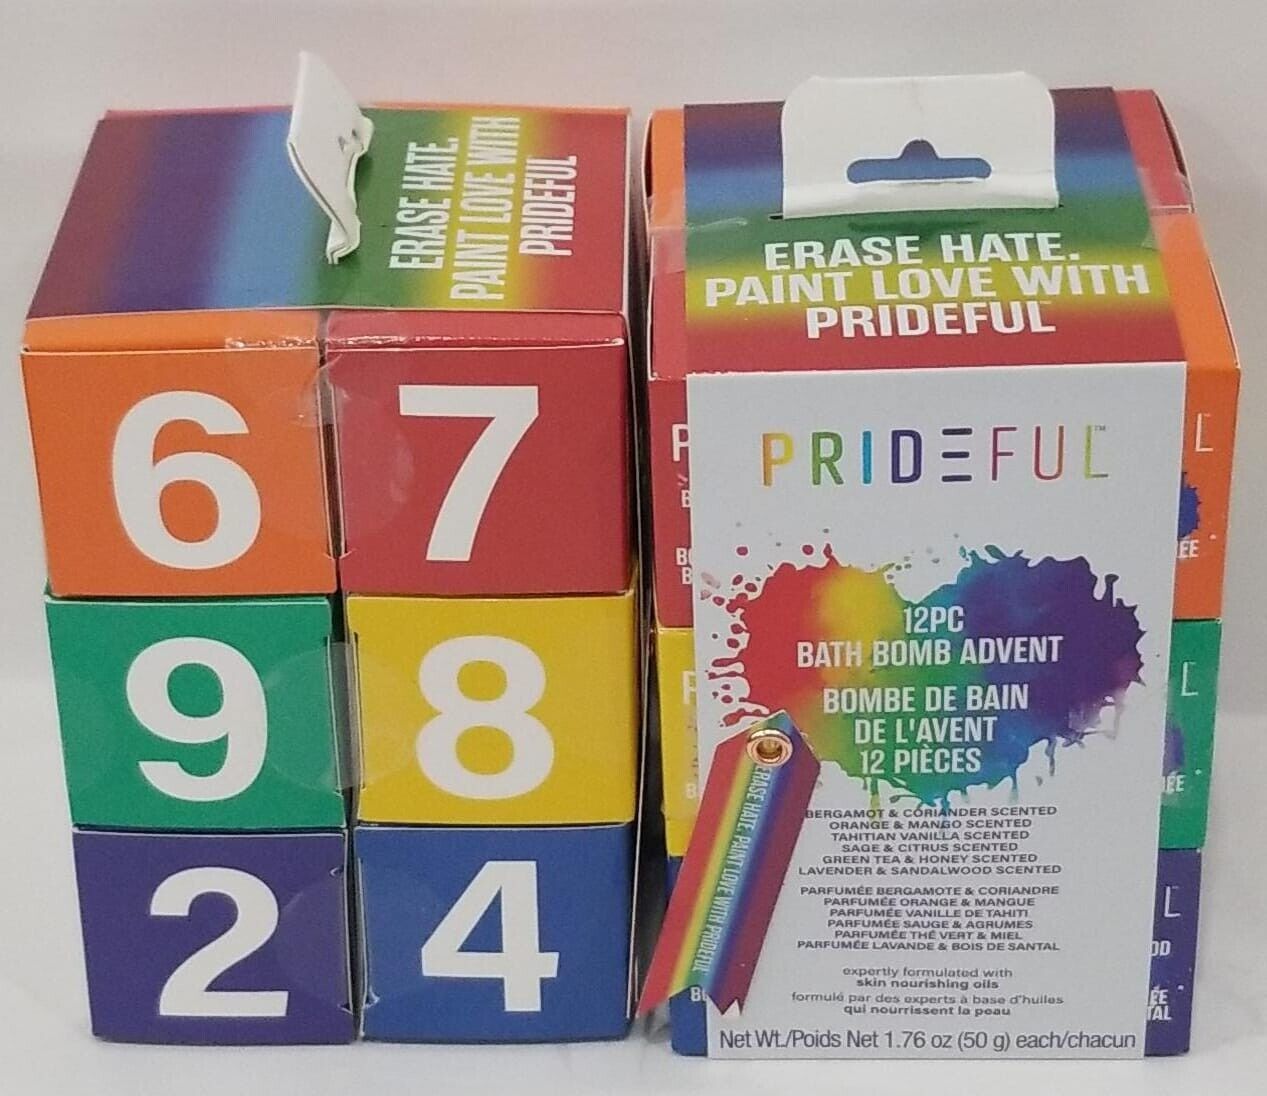 ERASE HATE.
PAINT LOVE WITH
PRIDEFUL
6
7
9
8
2
4
ERASE HATE.
PAINT LOVE WITH
PRIDEFUL™
PRIDEFUL™
12PC
BATH BOMB ADVENT
BOMBE DE BAIN
DE L'AVENT
12 PIÈCES
ERASE HATE. PAINT LOVE WITH PRIDEFUL
BERGAMOT & CORIANDER SCENTED
ORANGE & MANGO SCENTED
TAHITIAN VANILLA SCENTED
SAGE & CITRUS SCENTED
GREEN TEA & HONEY SCENTED
LAVENDER & SANDALWOOD SCENTED
PARFUMÉE BERGAMOTE & CORIANDRE
PARFUMÉE ORANGE & MANGUE
PARFUMÉE VANILLE DE TAHITI
PARFUMÉE SAUGE & AGRUMES
PARFUMÉE THÉ VERT & MIEL
PARFUMÉE LAVANDE & BOIS DE SANTAL
expertly formulated with
skin nourishing oils
formulé par des experts à base d'huiles
qui nourrissent la peau
Net Wt./Poids Net 1.76 oz (50 g) each/chacun